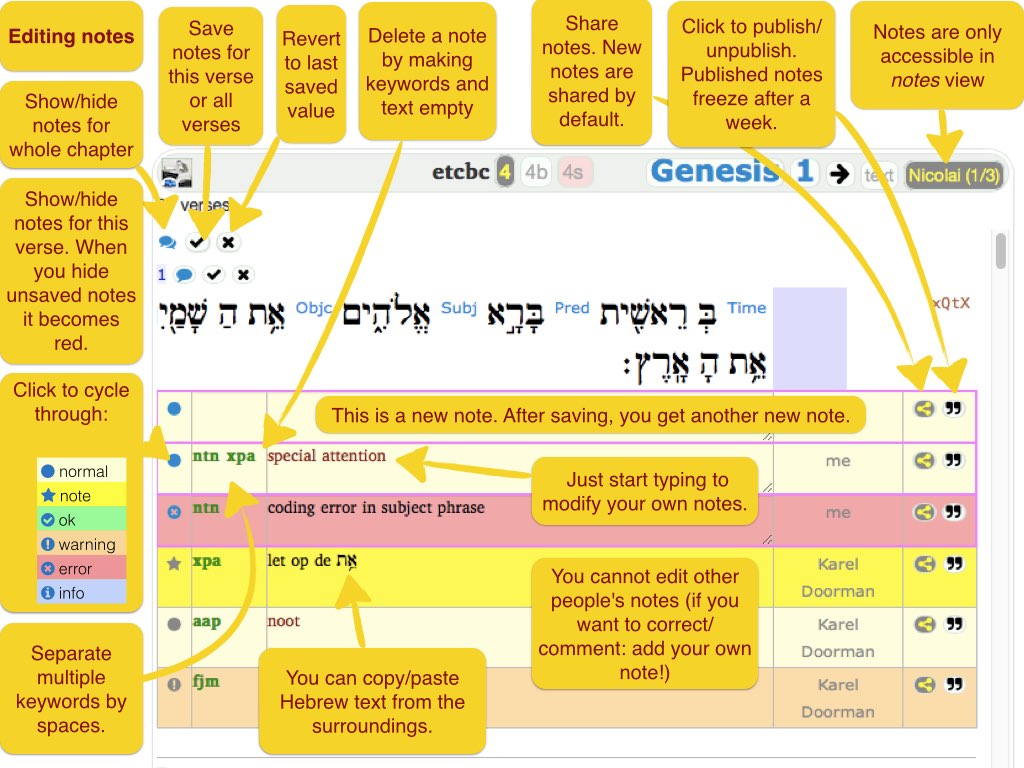 Editing notes
Save
notes for
this verse
or all
verses
Revert
to last
saved
value
Delete a note
by making
keywords and
text empty
Share
notes. New
notes are
shared by
default.
Click to publish/
unpublish.
Published notes
freeze after a
week.
Notes are only
accessible in
notes view
Show/hide
notes for
whole chapter
Show/hide
notes for this
verse. When
you hide
unsaved notes
it becomes
red.
Click to cycle
through:
normal
note
ok
warning
error
info
Separate
multiple
keywords by
spaces.
etcbc 4 4b 4s Genesis 1 text Nicolai (1/3)
verses
1
Time בְּ רֵאשִׁ֖ית Pred בָּרָ֣א Subj אֱלֹהִ֑ים Objc אֵ֥ת הַ שָּׁמַ֖יִ
xQtX
אֵ֥ת הָ אָֽרֶץ׃
This is a new note. After saving, you get another new note.
ntn xpa special attention me
Just start typing to
modify your own notes.
ntn coding error in subject phrase me
xpa let op de אֵ֥ת Karel
Doorman
You cannot edit other
people's notes (if you
want to correct/
comment: add your own
note!)
aap noot Karel
Doorman
fjm Karel
Doorman
You can copy/paste
Hebrew text from the
surroundings.